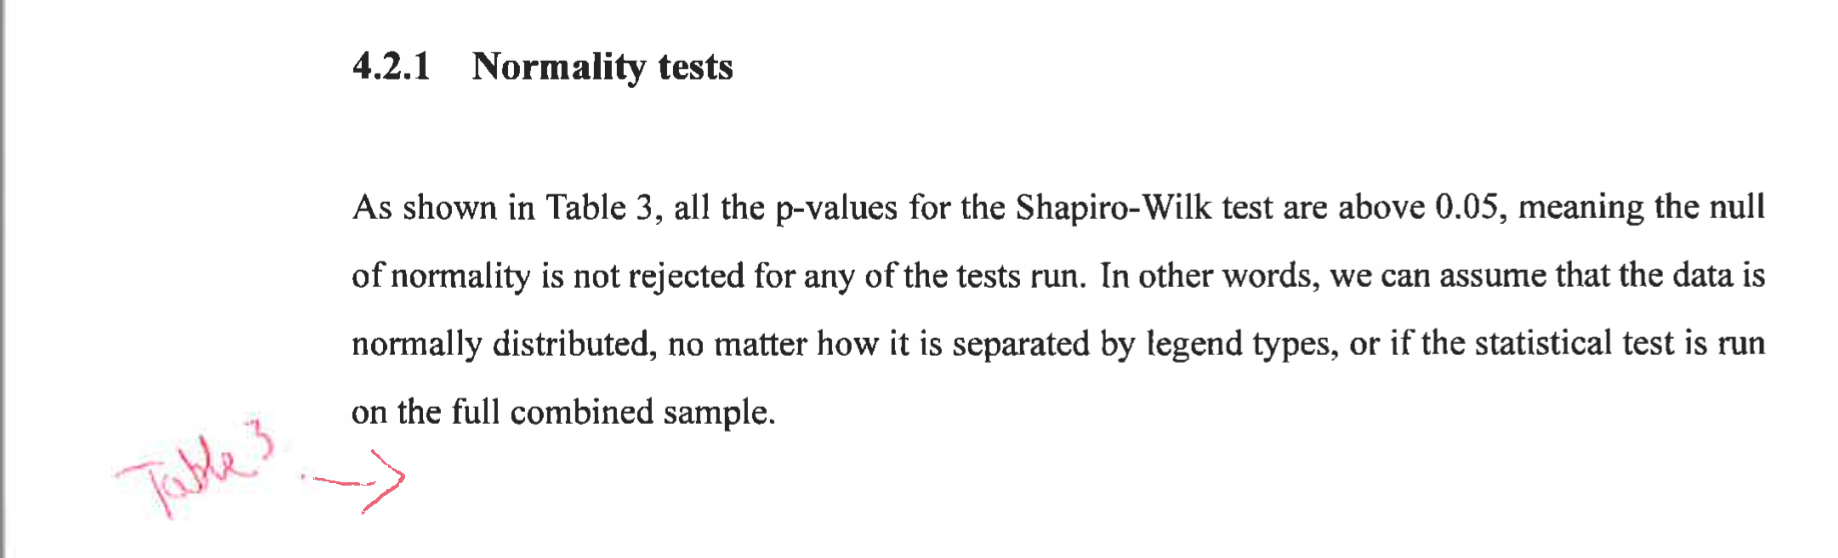 4.2.1 Normality tests
As shown in Table 3, all the p-values for the Shapiro-Wilk test are above 0.05, meaning the null
of normality is not rejected for any of the tests run. In other words, we can assume that the data is
normally distributed, no matter how it is separated by legend types, or if the statistical test is run
on the full combined sample.
Table 3